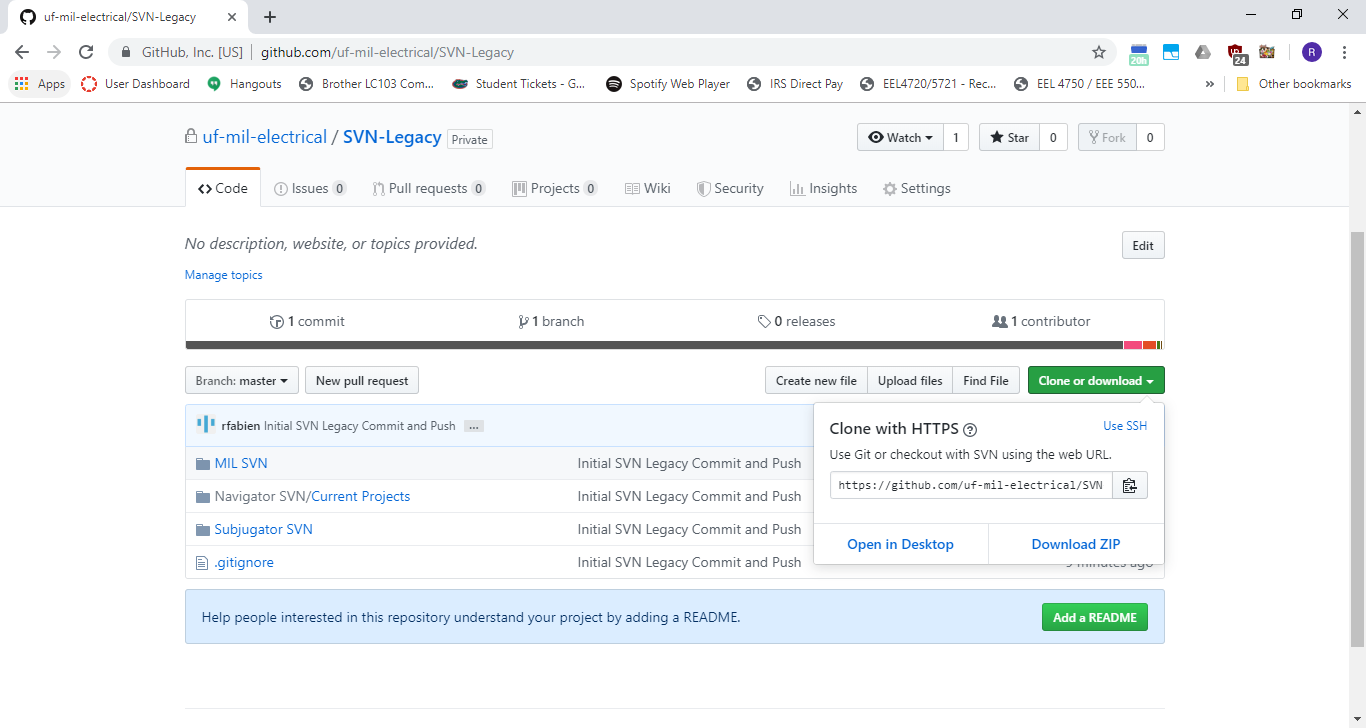 uf-mil-electrical/SVN-Legacy
GitHub, Inc. [US] github.com/uf-mil-electrical/SVN-Legacy 20h 24 R
Apps User Dashboard Hangouts Brother LC103 Com... Student Tickets - G... Spotify Web Player IRS Direct Pay EEL4720/5721 - Rec... EEL 4750 / EEE 550... » Other bookmarks
uf-mil-electrical / SVN-Legacy Private Watch 1 Star 0 Fork 0
Code Issues 0 Pull requests 0 Projects 0 Wiki Security Insights Settings
No description, website, or topics provided. Edit
Manage topics
1 commit 1 branch 0 releases 1 contributor
Branch: master New pull request Create new file Upload files Find File Clone or download
rfabien Initial SVN Legacy Commit and Push ...
MIL SVN Initial SVN Legacy Commit and Push
Navigator SVN/Current Projects Initial SVN Legacy Commit and Push
Subjugator SVN Initial SVN Legacy Commit and Push
.gitignore Initial SVN Legacy Commit and Push 9 minutes ago
Clone with HTTPS Use SSH
Use Git or checkout with SVN using the web URL.
https://github.com/uf-mil-electrical/SVN
Open in Desktop Download ZIP
Help people interested in this repository understand your project by adding a README. Add a README